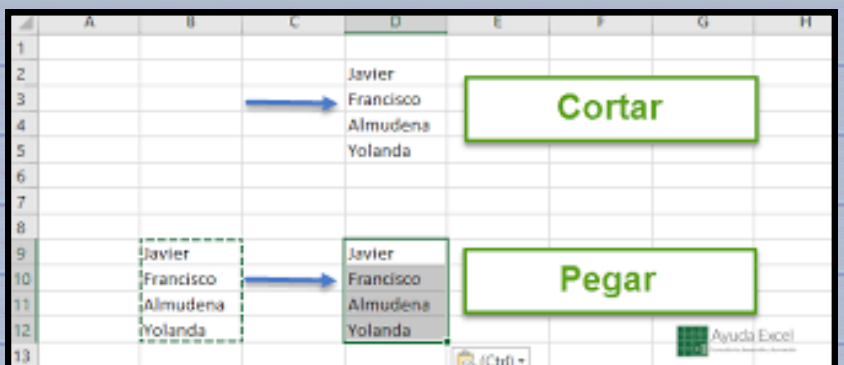 A B C D E F G H
1
2 Javier
3 Francisco Cortar
4 Almudena
5 Yolanda
6
7
8
9 Javier Javier
10 Francisco Francisco Pegar
11 Almudena Almudena
12 Yolanda Yolanda
Ayuda Excel
13 (Ctrl)